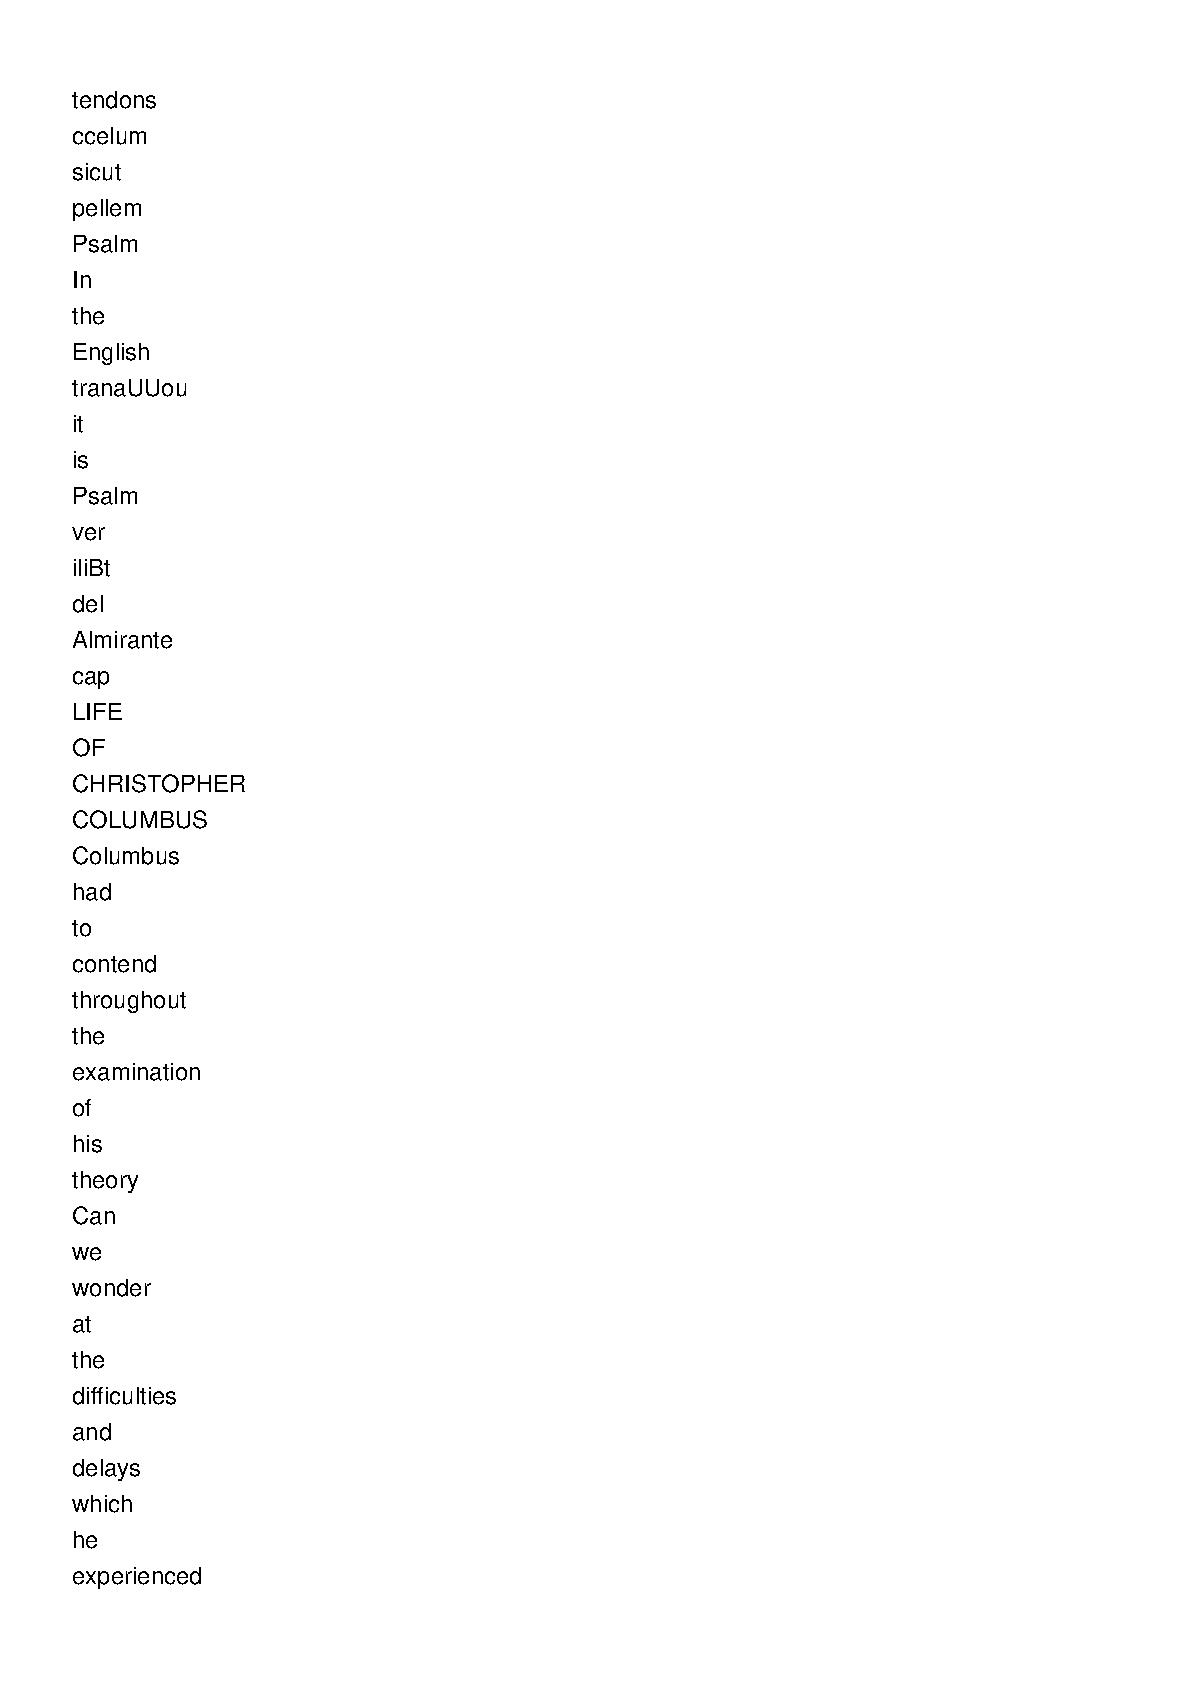 tendons
ccelum
sicut
pellem
Psalm
In
the
English
tranaUUou
it
is
Psalm
ver
iliBt
del
Almirante
cap
LIFE
OF
CHRISTOPHER
COLUMBUS
Columbus
had
to
contend
throughout
the
examination
of
his
theory
Can
we
wonder
at
the
difficulties
and
delays
which
he
experienced